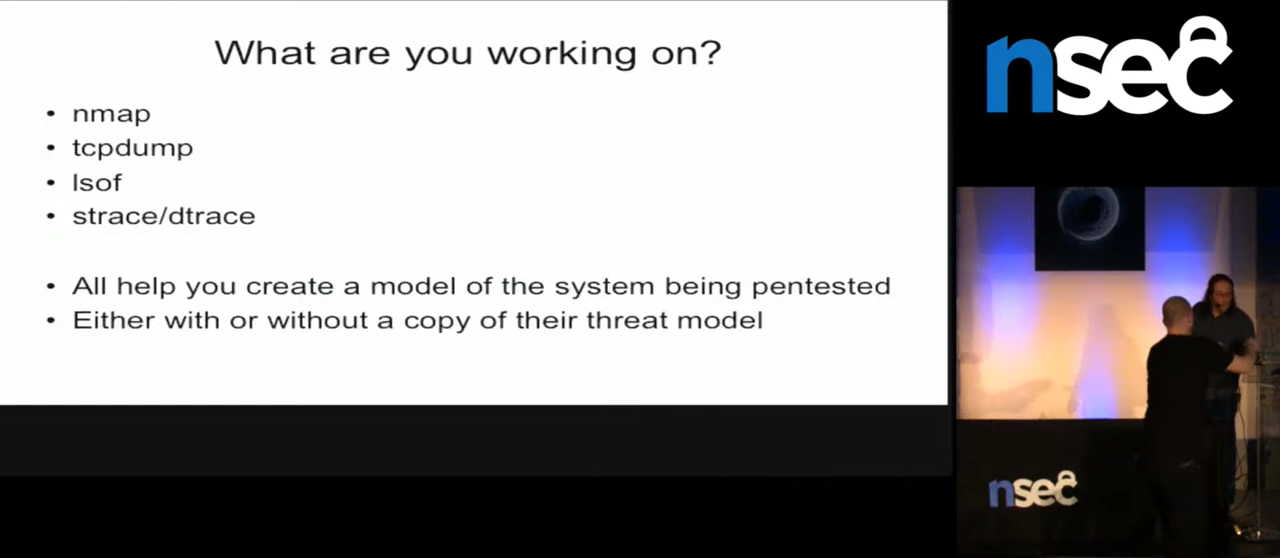 What are you working on?
• nmap
• tcpdump
• lsof
• strace/dtrace
• All help you create a model of the system being pentested
• Either with or without a copy of their threat model
nsec
nsec